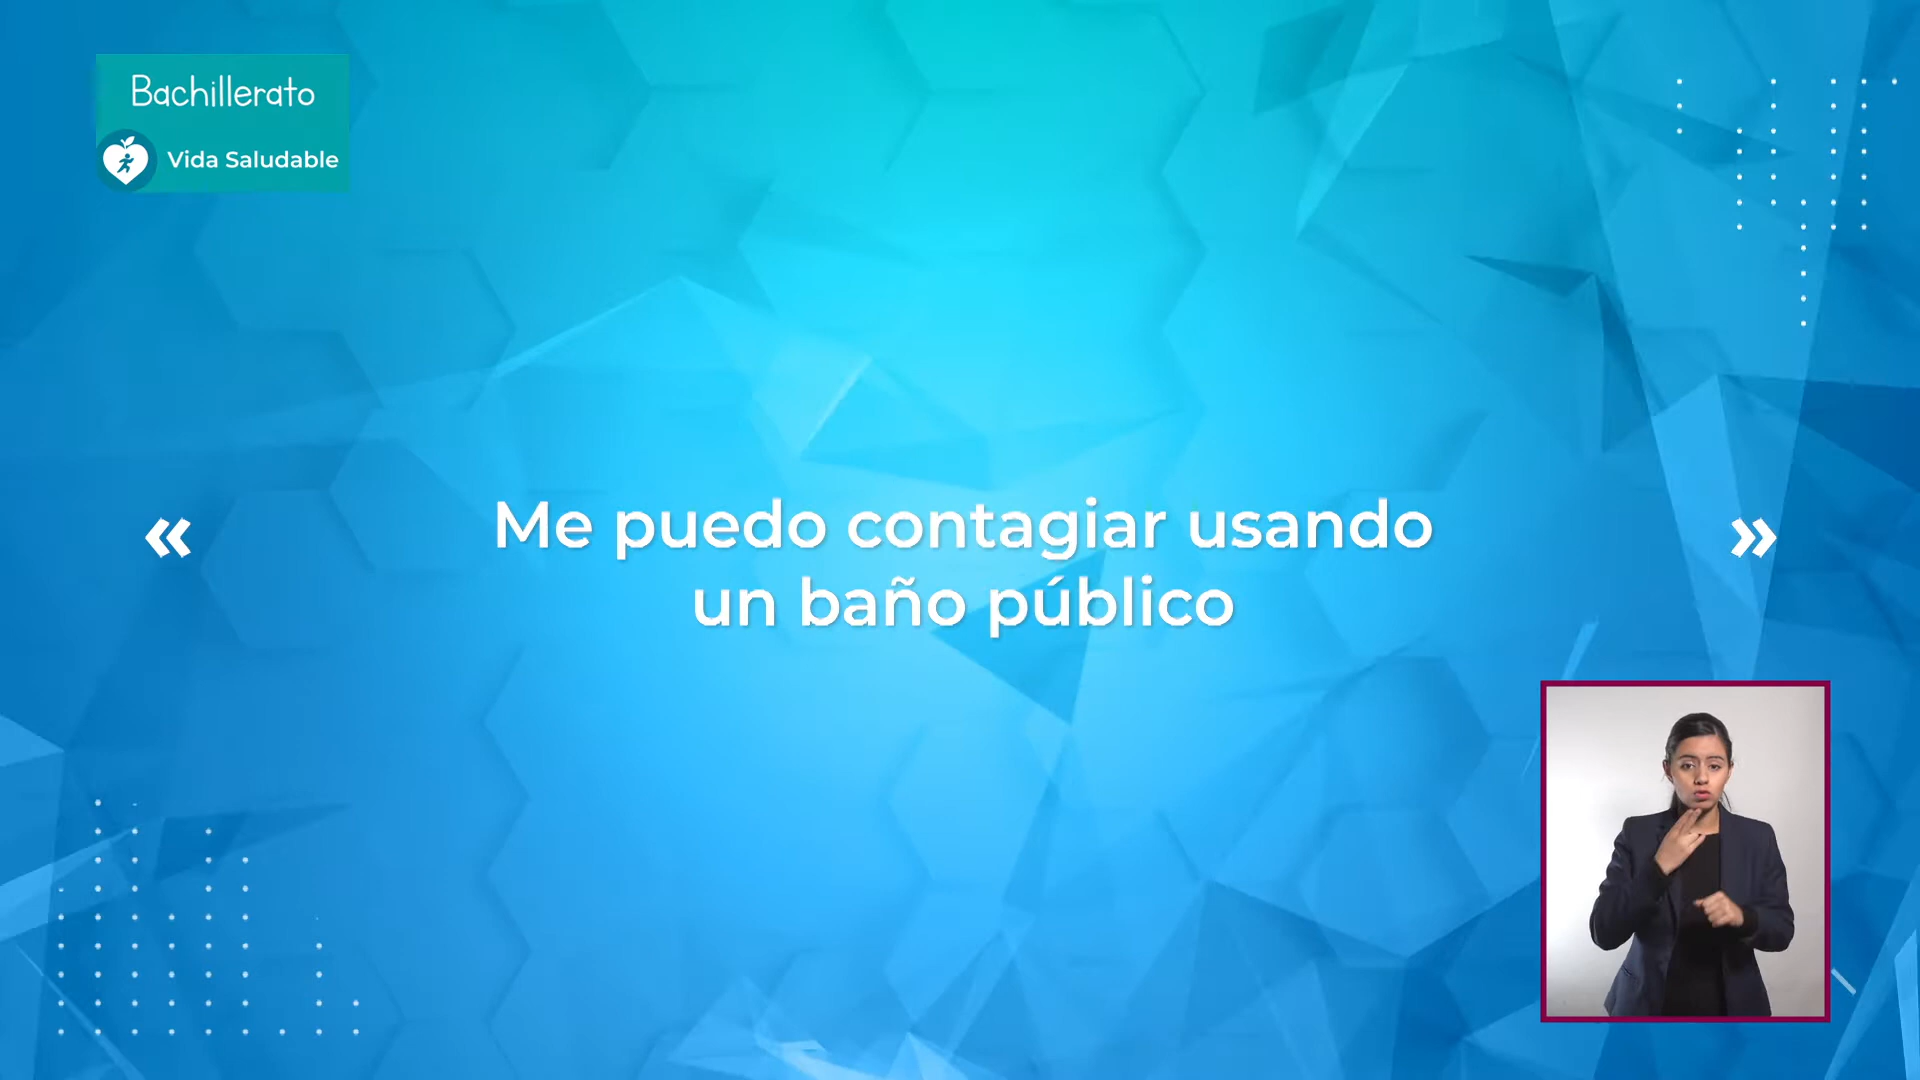 Bachillerato
Vida Saludable
« Me puedo contagiar usando »
un baño público